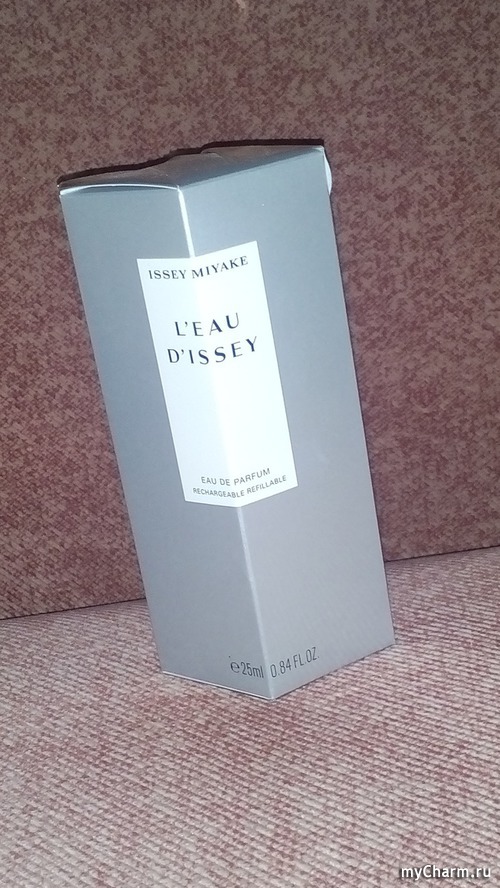 ISSEY MIYAKE
L'EAU
D'ISSEY
EAU DE PARFUM
RECHARGEABLE REFILLABLE
℮25ml 0.84 FL.OZ.
myCharm.ru